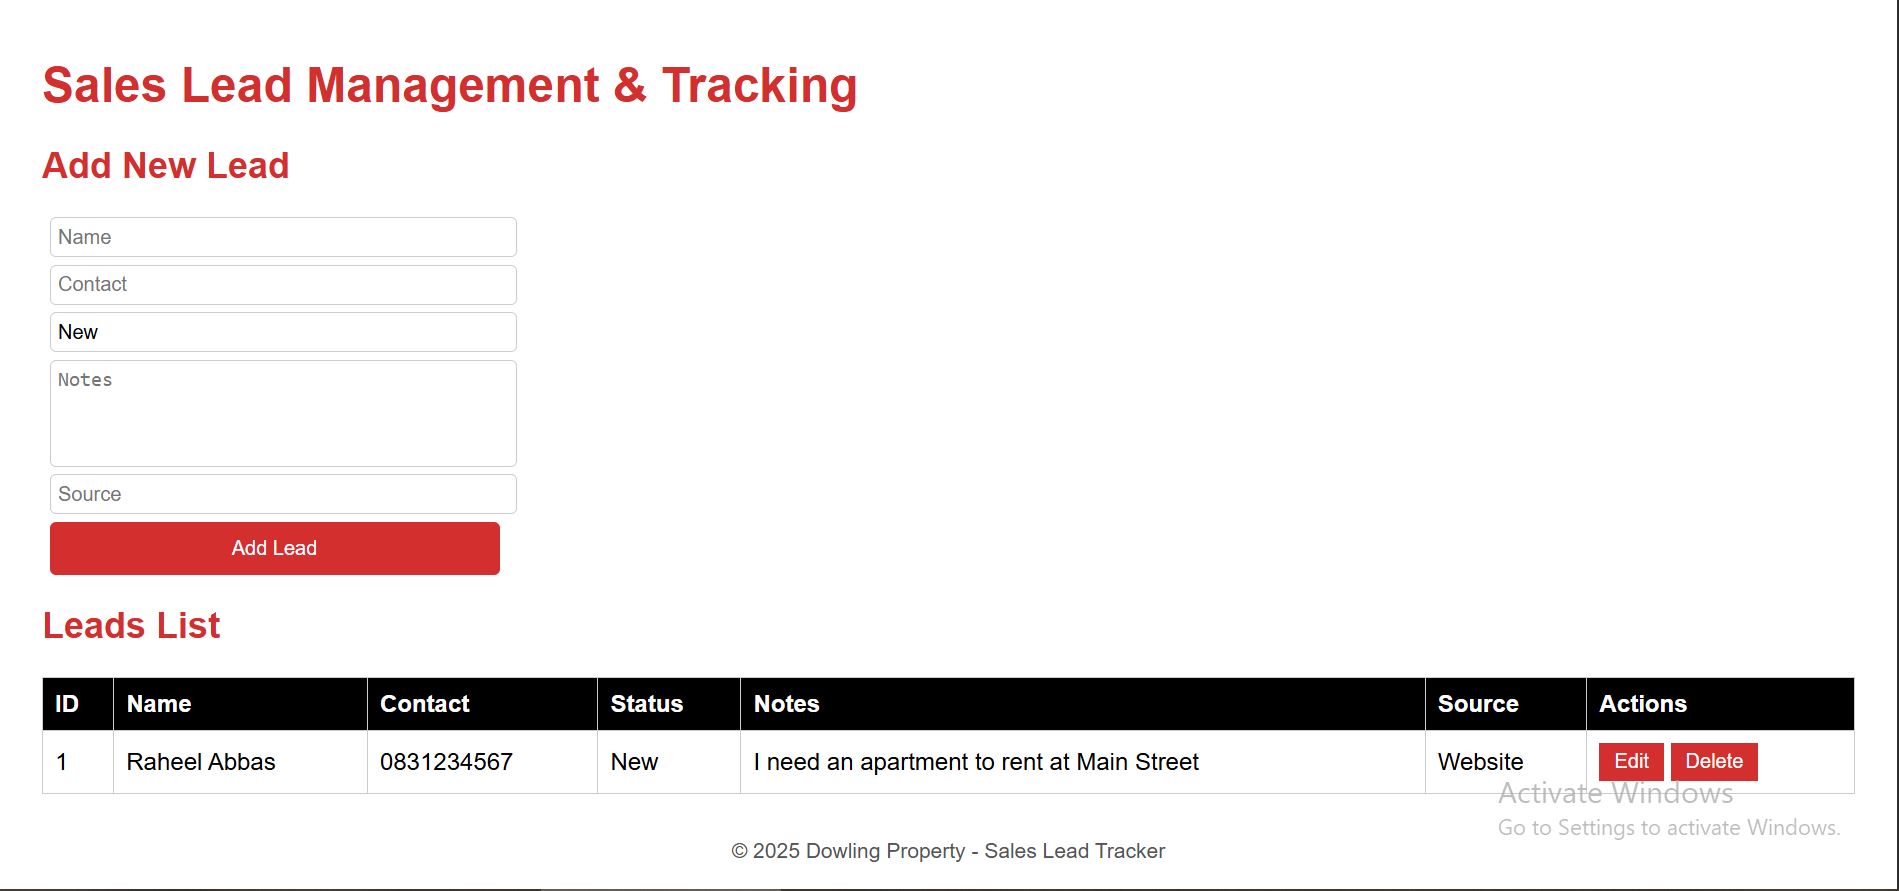 Sales Lead Management & Tracking
Add New Lead
Name
Contact
New
Notes
Source
Add Lead
Leads List
ID Name Contact Status Notes Source Actions
1 Raheel Abbas 0831234567 New I need an apartment to rent at Main Street Website Edit Delete
Activate Windows
Go to Settings to activate Windows.
© 2025 Dowling Property - Sales Lead Tracker